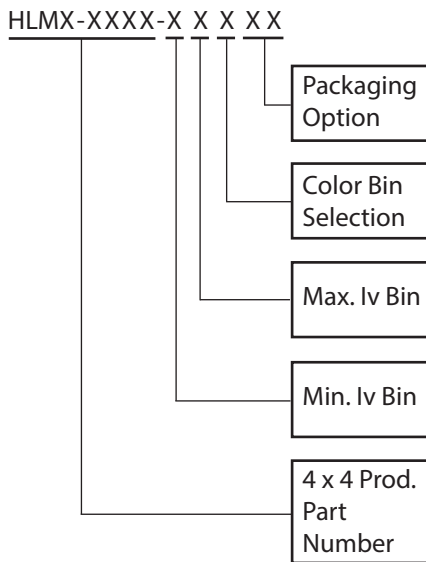 HLMX-XXXX-X X X X X
Packaging
Option
Color Bin
Selection
Max. Iv Bin
Min. Iv Bin
4 x 4 Prod.
Part
Number